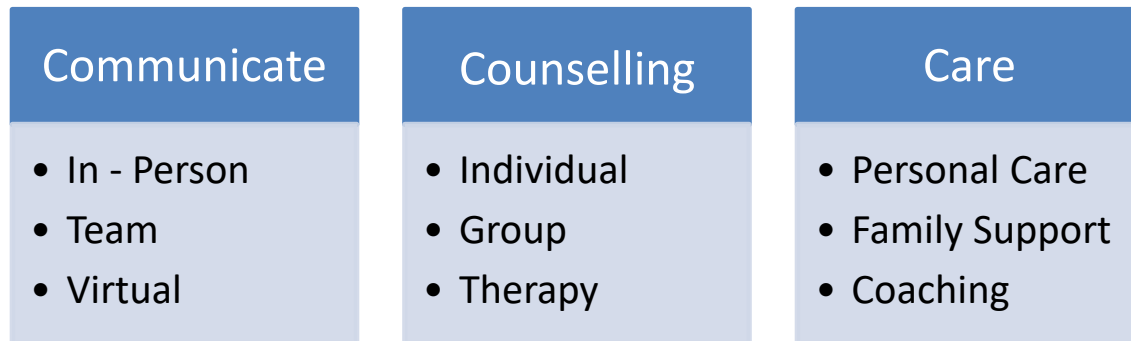 Communicate
• In - Person
• Team
• Virtual
Counselling
• Individual
• Group
• Therapy
Care
• Personal Care
• Family Support
• Coaching